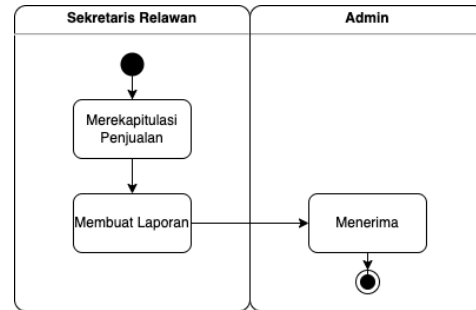 Sekretaris Relawan
Admin
Merekapitulasi
Penjualan
Membuat Laporan
Menerima